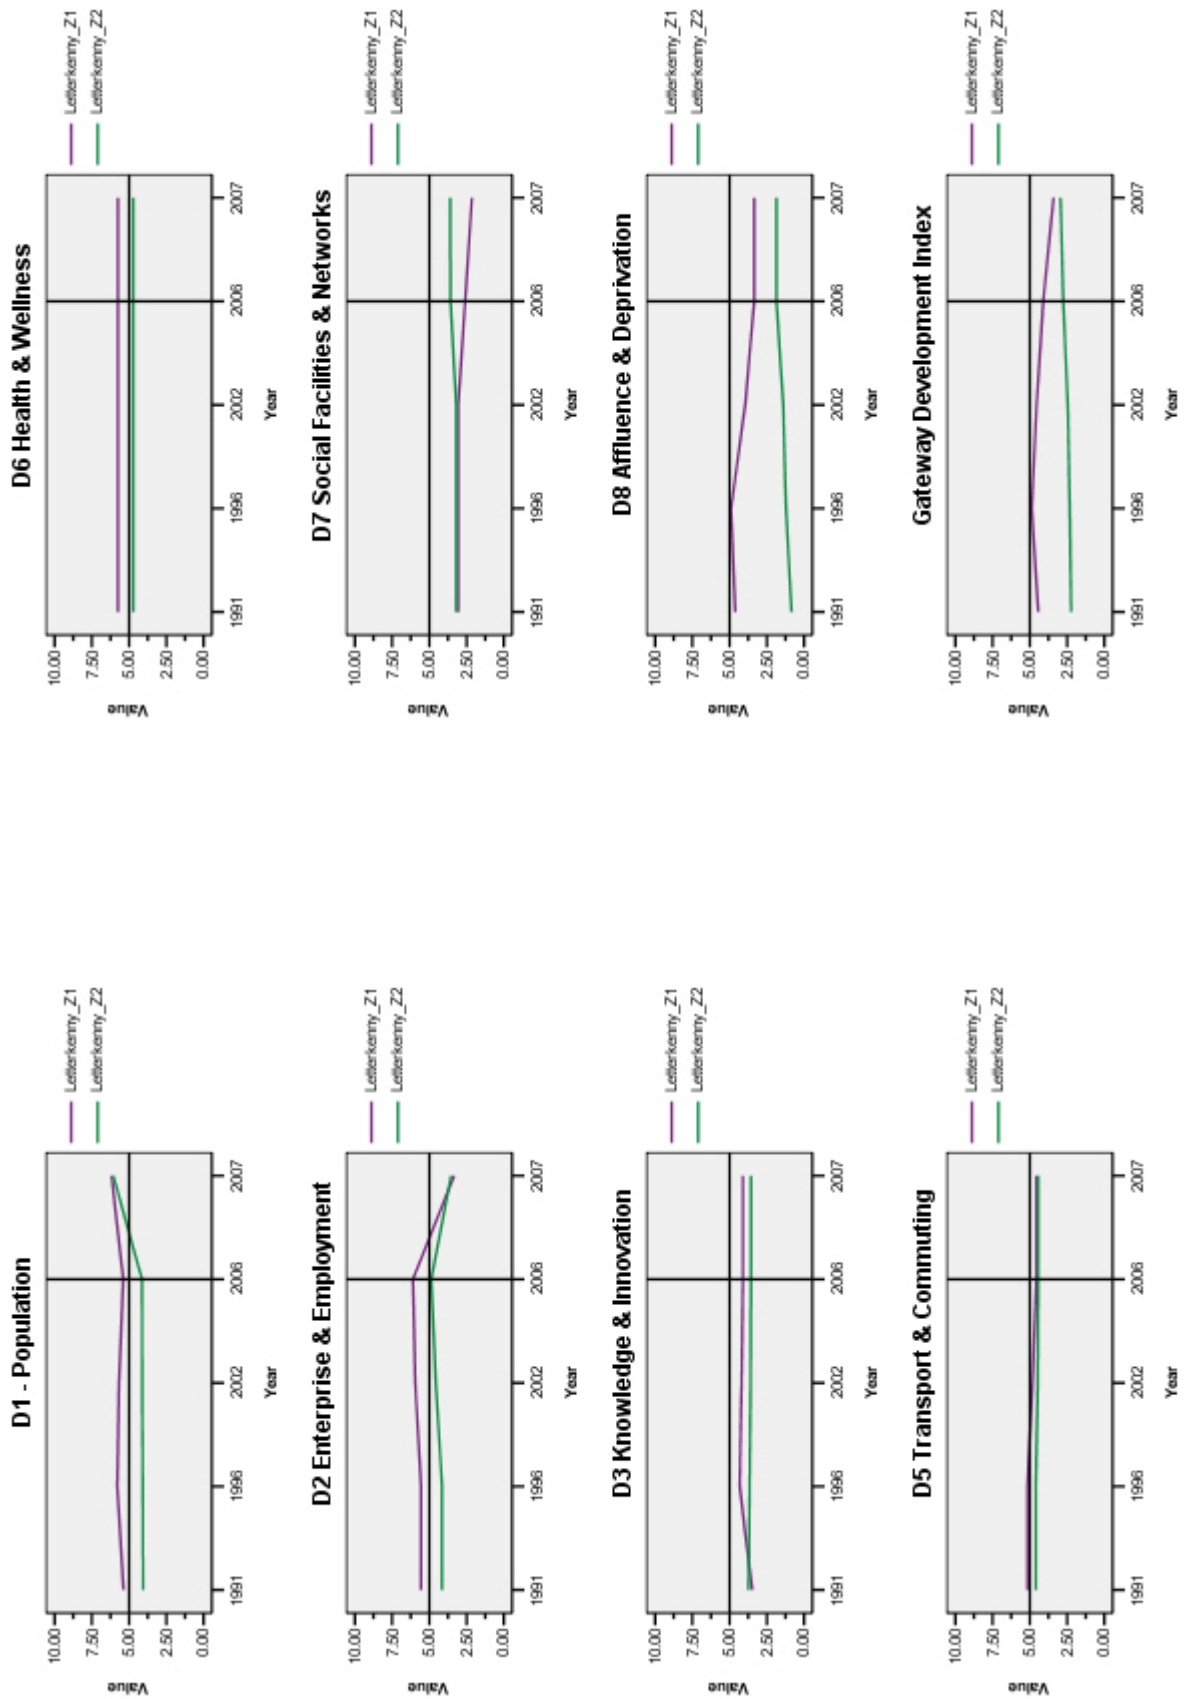 D1 - Population
Value
10.00
7.50
5.00
2.50
0.00
1991
1996
2002
2006
2007
Year
Letterkenny_Z1
Letterkenny_Z2
D2 Enterprise & Employment
Value
10.00
7.50
5.00
2.50
0.00
1991
1996
2002
2006
2007
Year
Letterkenny_Z1
Letterkenny_Z2
D3 Knowledge & Innovation
Value
10.00
7.50
5.00
2.50
0.00
1991
1996
2002
2006
2007
Year
Letterkenny_Z1
Letterkenny_Z2
D5 Transport & Commuting
Value
10.00
7.50
5.00
2.50
0.00
1991
1996
2002
2006
2007
Year
Letterkenny_Z1
Letterkenny_Z2
D6 Health & Wellness
Value
10.00
7.50
5.00
2.50
0.00
1991
1996
2002
2006
2007
Year
Letterkenny_Z1
Letterkenny_Z2
D7 Social Facilities & Networks
Value
10.00
7.50
5.00
2.50
0.00
1991
1996
2002
2006
2007
Year
Letterkenny_Z1
Letterkenny_Z2
D8 Affluence & Deprivation
Value
10.00
7.50
5.00
2.50
0.00
1991
1996
2002
2006
2007
Year
Letterkenny_Z1
Letterkenny_Z2
Gateway Development Index
Value
10.00
7.50
5.00
2.50
0.00
1991
1996
2002
2006
2007
Year
Letterkenny_Z1
Letterkenny_Z2